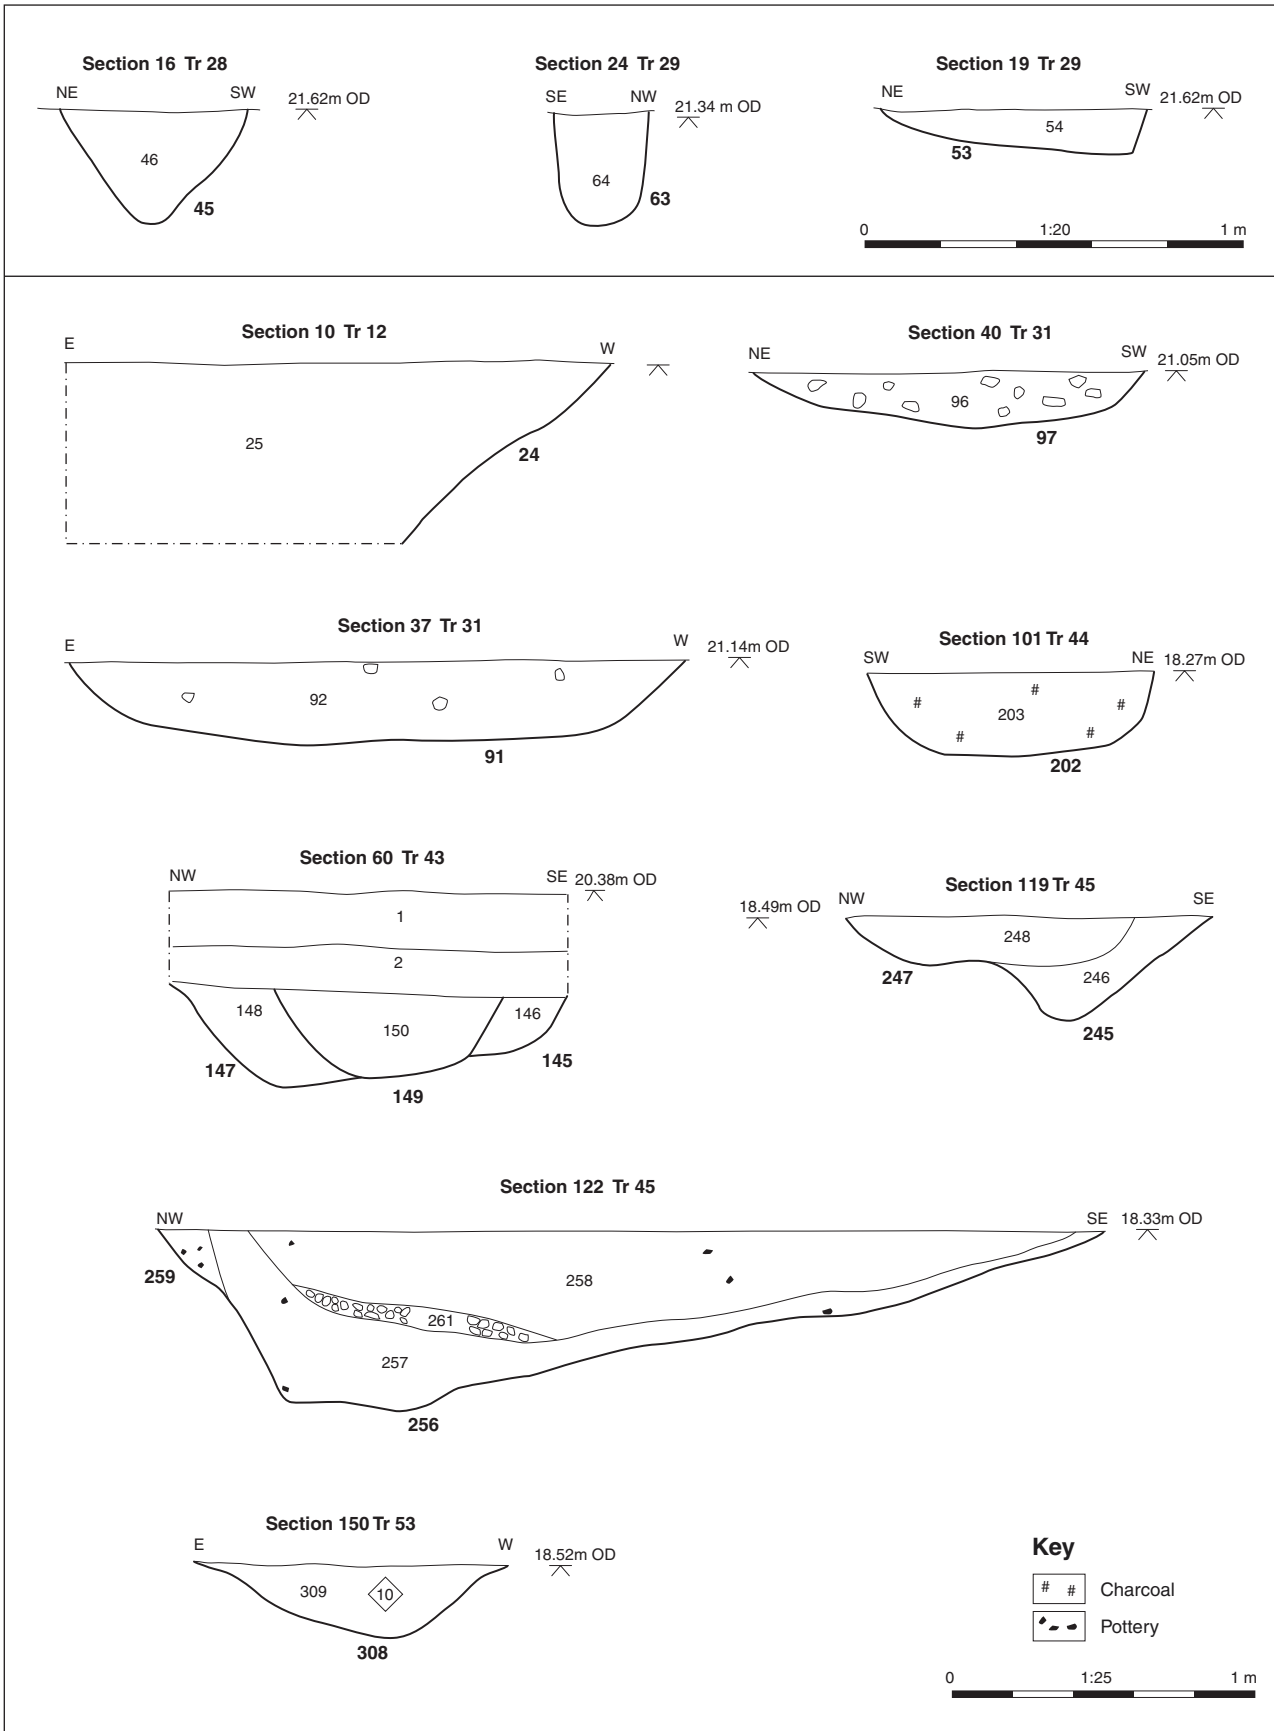 Section 16 Tr 28
NE SW 21.62m OD
46
45
Section 24 Tr 29
SE NW 21.34 m OD
64
63
Section 19 Tr 29
NE SW 21.62m OD
54
53
0 1:20 1 m
Section 10 Tr 12
E W
25
24
Section 40 Tr 31
NE SW 21.05m OD
96
97
Section 37 Tr 31
E W 21.14m OD
92
91
Section 101 Tr 44
SW NE 18.27m OD
# # #
203
# #
202
Section 60 Tr 43
NW SE 20.38m OD
1
2
148 150 146
147 149 145
Section 119 Tr 45
18.49m OD NW SE
248
246
247
245
Section 122 Tr 45
NW SE 18.33m OD
259
258
261
257
256
Section 150 Tr 53
E W 18.52m OD
309 10
308
Key
# # Charcoal
Pottery
0 1:25 1 m